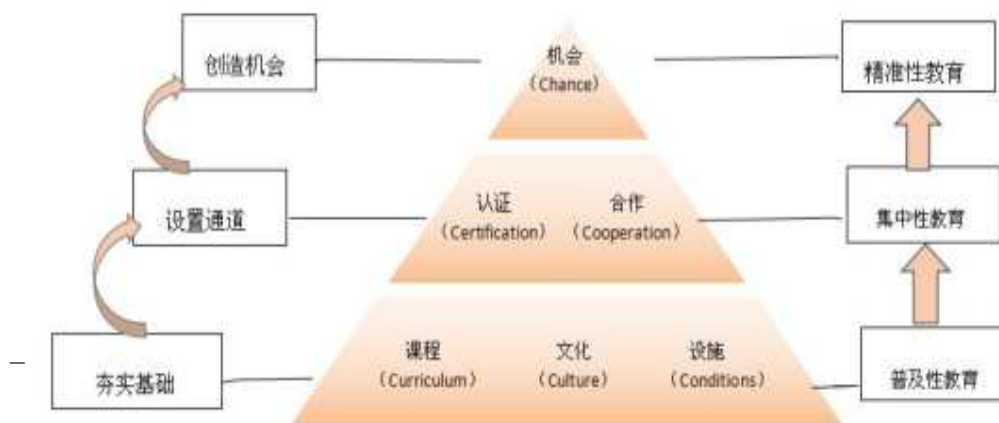 创造机会
机会
(Chance)
精准性教育
设置通道
认证
(Certification)
合作
(Cooperation)
集中性教育
夯实基础
课程
(Curriculum)
文化
(Culture)
设施
(Conditions)
普及性教育